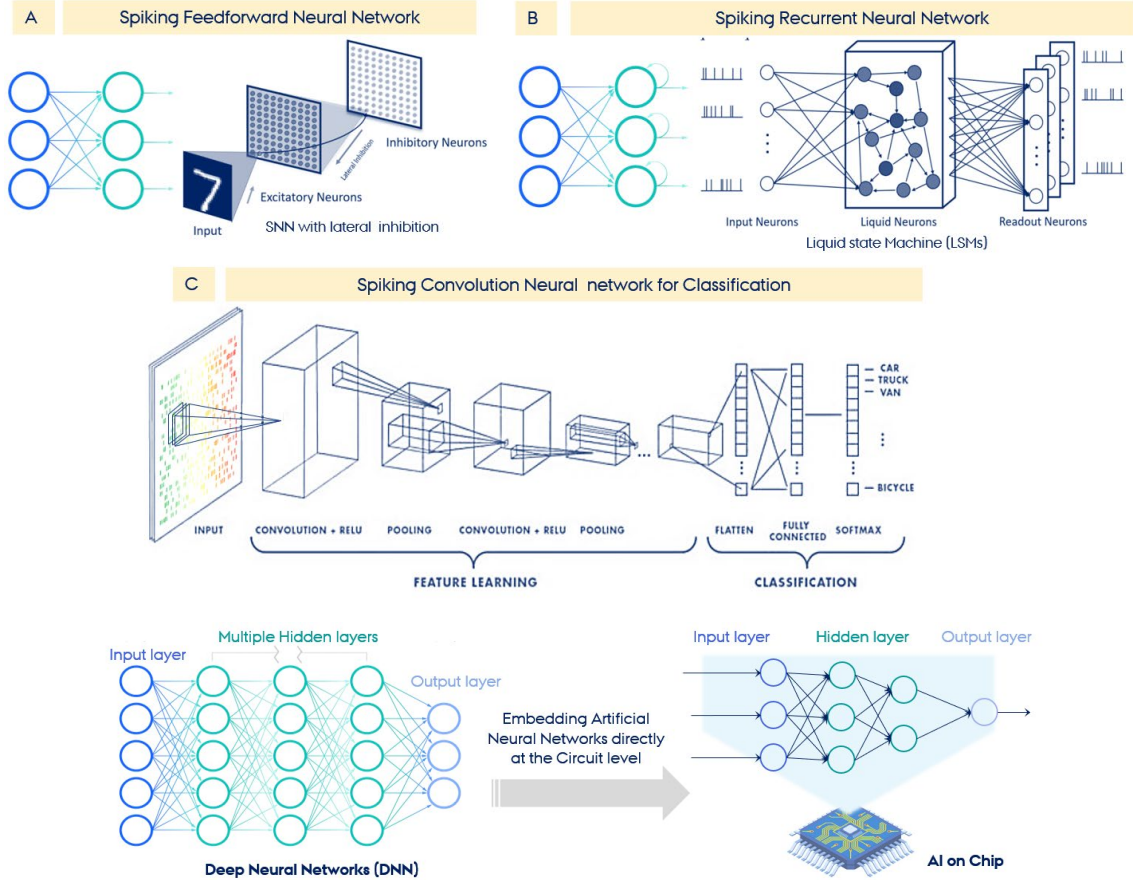 A
Spiking Feedforward Neural Network
Inhibitory Neurons
Lateral Inhibition
Excitatory Neurons
Input
SNN with lateral inhibition
7
B
Spiking Recurrent Neural Network
Input Neurons
Liquid Neurons
Readout Neurons
Liquid state Machine (LSMs)
C
Spiking Convolution Neural network for Classification
CAR
TRUCK
VAN
BICYCLE
INPUT
CONVOLUTION + RELU
POOLING
CONVOLUTION + RELU
POOLING
FLATTEN
FULLY
CONNECTED
SOFTMAX
FEATURE LEARNING
CLASSIFICATION
Multiple Hidden layers
Input layer
Output layer
Deep Neural Networks (DNN)
Embedding Artificial
Neural Networks directly
at the Circuit level
Input layer
Hidden layer
Output layer
AI on Chip